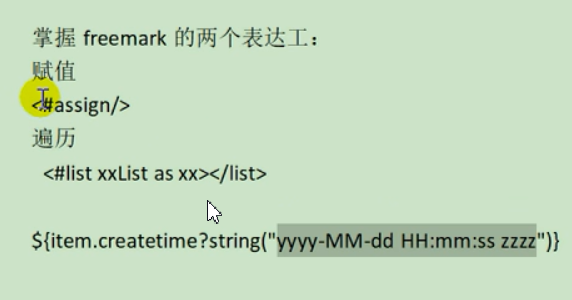 掌握 freemark 的两个表达工：
赋值
<#assign/>
遍历
<#list xxList as xx></list>
${item.createtime?string("yyyy-MM-dd HH:mm:ss zzzz")}